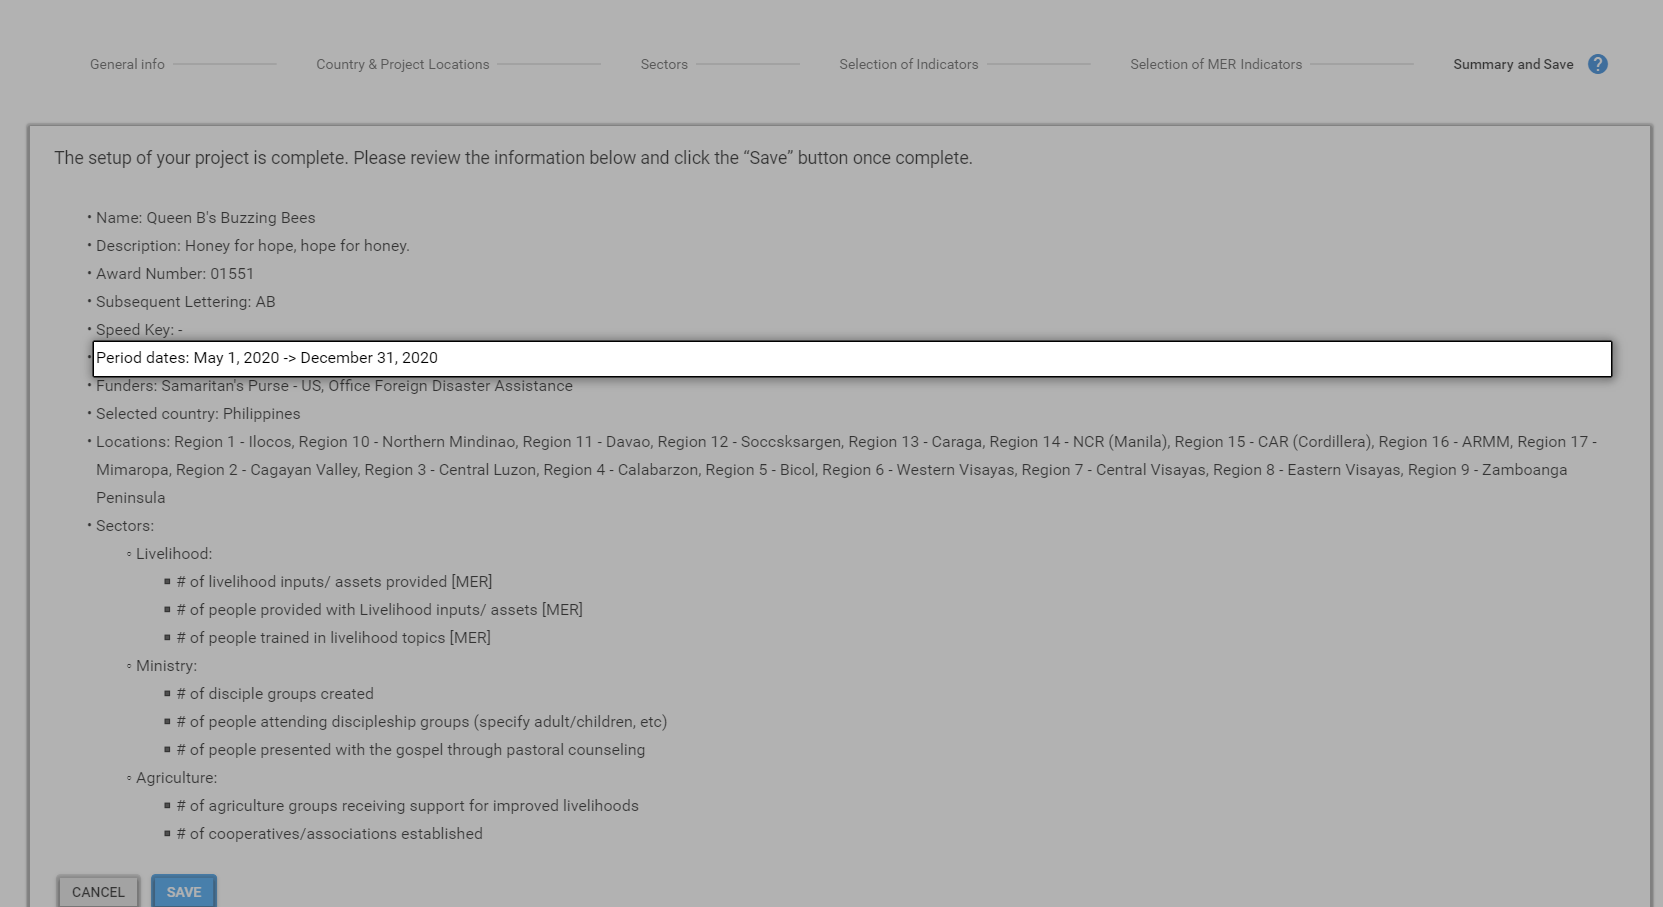 General info
Country & Project Locations
Sectors
Selection of Indicators
Selection of MER Indicators
Summary and Save
?
The setup of your project is complete. Please review the information below and click the “Save” button once complete.
• Name: Queen B's Buzzing Bees
• Description: Honey for hope, hope for honey.
• Award Number: 01551
• Subsequent Lettering: AB
• Speed Key: -
• Period dates: May 1, 2020 -> December 31, 2020
• Funders: Samaritan's Purse - US, Office Foreign Disaster Assistance
• Selected country: Philippines
• Locations: Region 1 - Ilocos, Region 10 - Northern Mindinao, Region 11 - Davao, Region 12 - Soccsksargen, Region 13 - Caraga, Region 14 - NCR (Manila), Region 15 - CAR (Cordillera), Region 16 - ARMM, Region 17 -
Mimaropa, Region 2 - Cagayan Valley, Region 3 - Central Luzon, Region 4 - Calabarzon, Region 5 - Bicol, Region 6 - Western Visayas, Region 7 - Central Visayas, Region 8 - Eastern Visayas, Region 9 - Zamboanga
Peninsula
• Sectors:
◦ Livelihood:
▪ # of livelihood inputs/ assets provided [MER]
▪ # of people provided with Livelihood inputs/ assets [MER]
▪ # of people trained in livelihood topics [MER]
◦ Ministry:
▪ # of disciple groups created
▪ # of people attending discipleship groups (specify adult/children, etc)
▪ # of people presented with the gospel through pastoral counseling
◦ Agriculture:
▪ # of agriculture groups receiving support for improved livelihoods
▪ # of cooperatives/associations established
CANCEL
SAVE